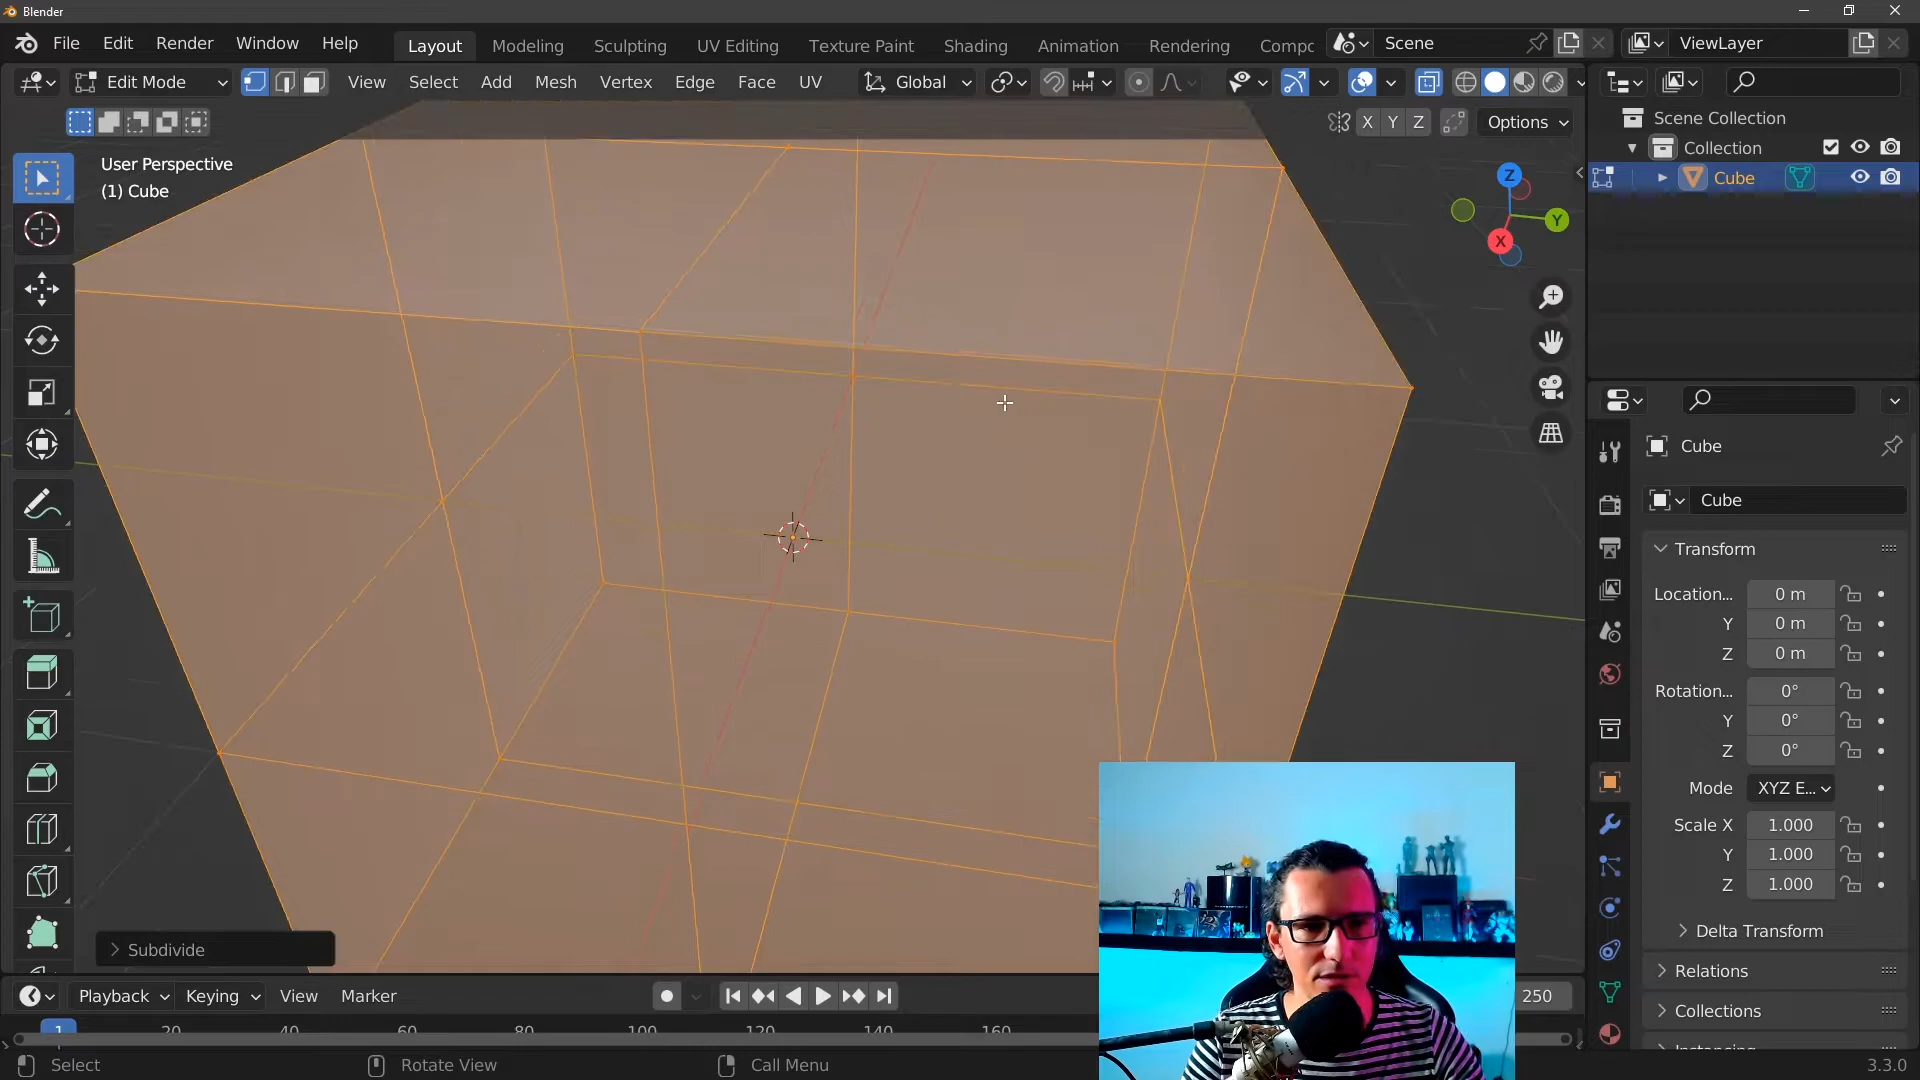 Blender
File Edit Render Window Help Layout Modeling Sculpting UV Editing Texture Paint Shading Animation Rendering Compc Scene ViewLayer
Edit Mode View Select Add Mesh Vertex Edge Face UV Global
X Y Z Options
User Perspective
(1) Cube
Z
Y
X
Scene Collection
Collection
Cube
Cube
Cube
Transform
Location... 0 m
Y 0 m
Z 0 m
Rotation... 0°
Y 0°
Z 0°
Mode XYZ E...
Scale X 1.000
Y 1.000
Z 1.000
Delta Transform
Relations
Collections
Subdivide
Playback Keying View Marker 250
1 20 40 60 80 100 120 140 160
Select Rotate View Call Menu 3.3.0